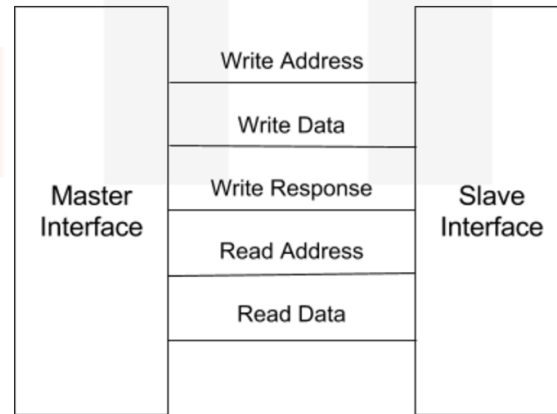 Write Address
Write Data
Write Response
Read Address
Read Data
Master
Interface
Slave
Interface